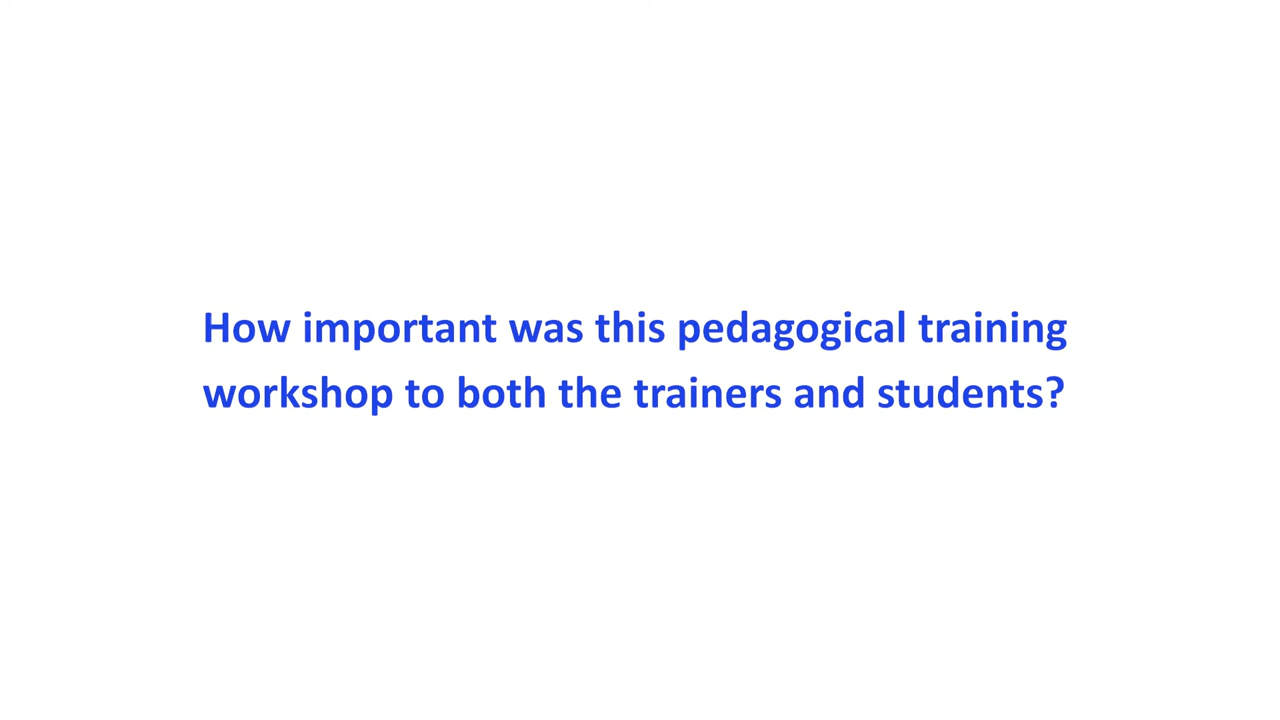 How important was this pedagogical training
workshop to both the trainers and students?